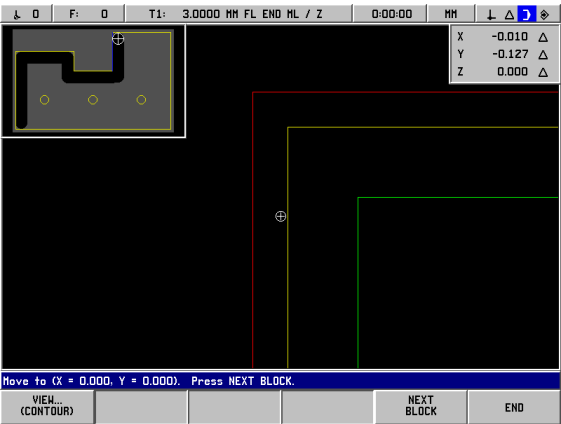 0 F: 0 T1: 3.0000 MM FL END ML / Z 0:00:00 MM
X -0.010 Δ
Y -0.127 Δ
Z 0.000 Δ
Move to (X = 0.000, Y = 0.000). Press NEXT BLOCK.
VIEW...
(CONTOUR)
NEXT
BLOCK
END